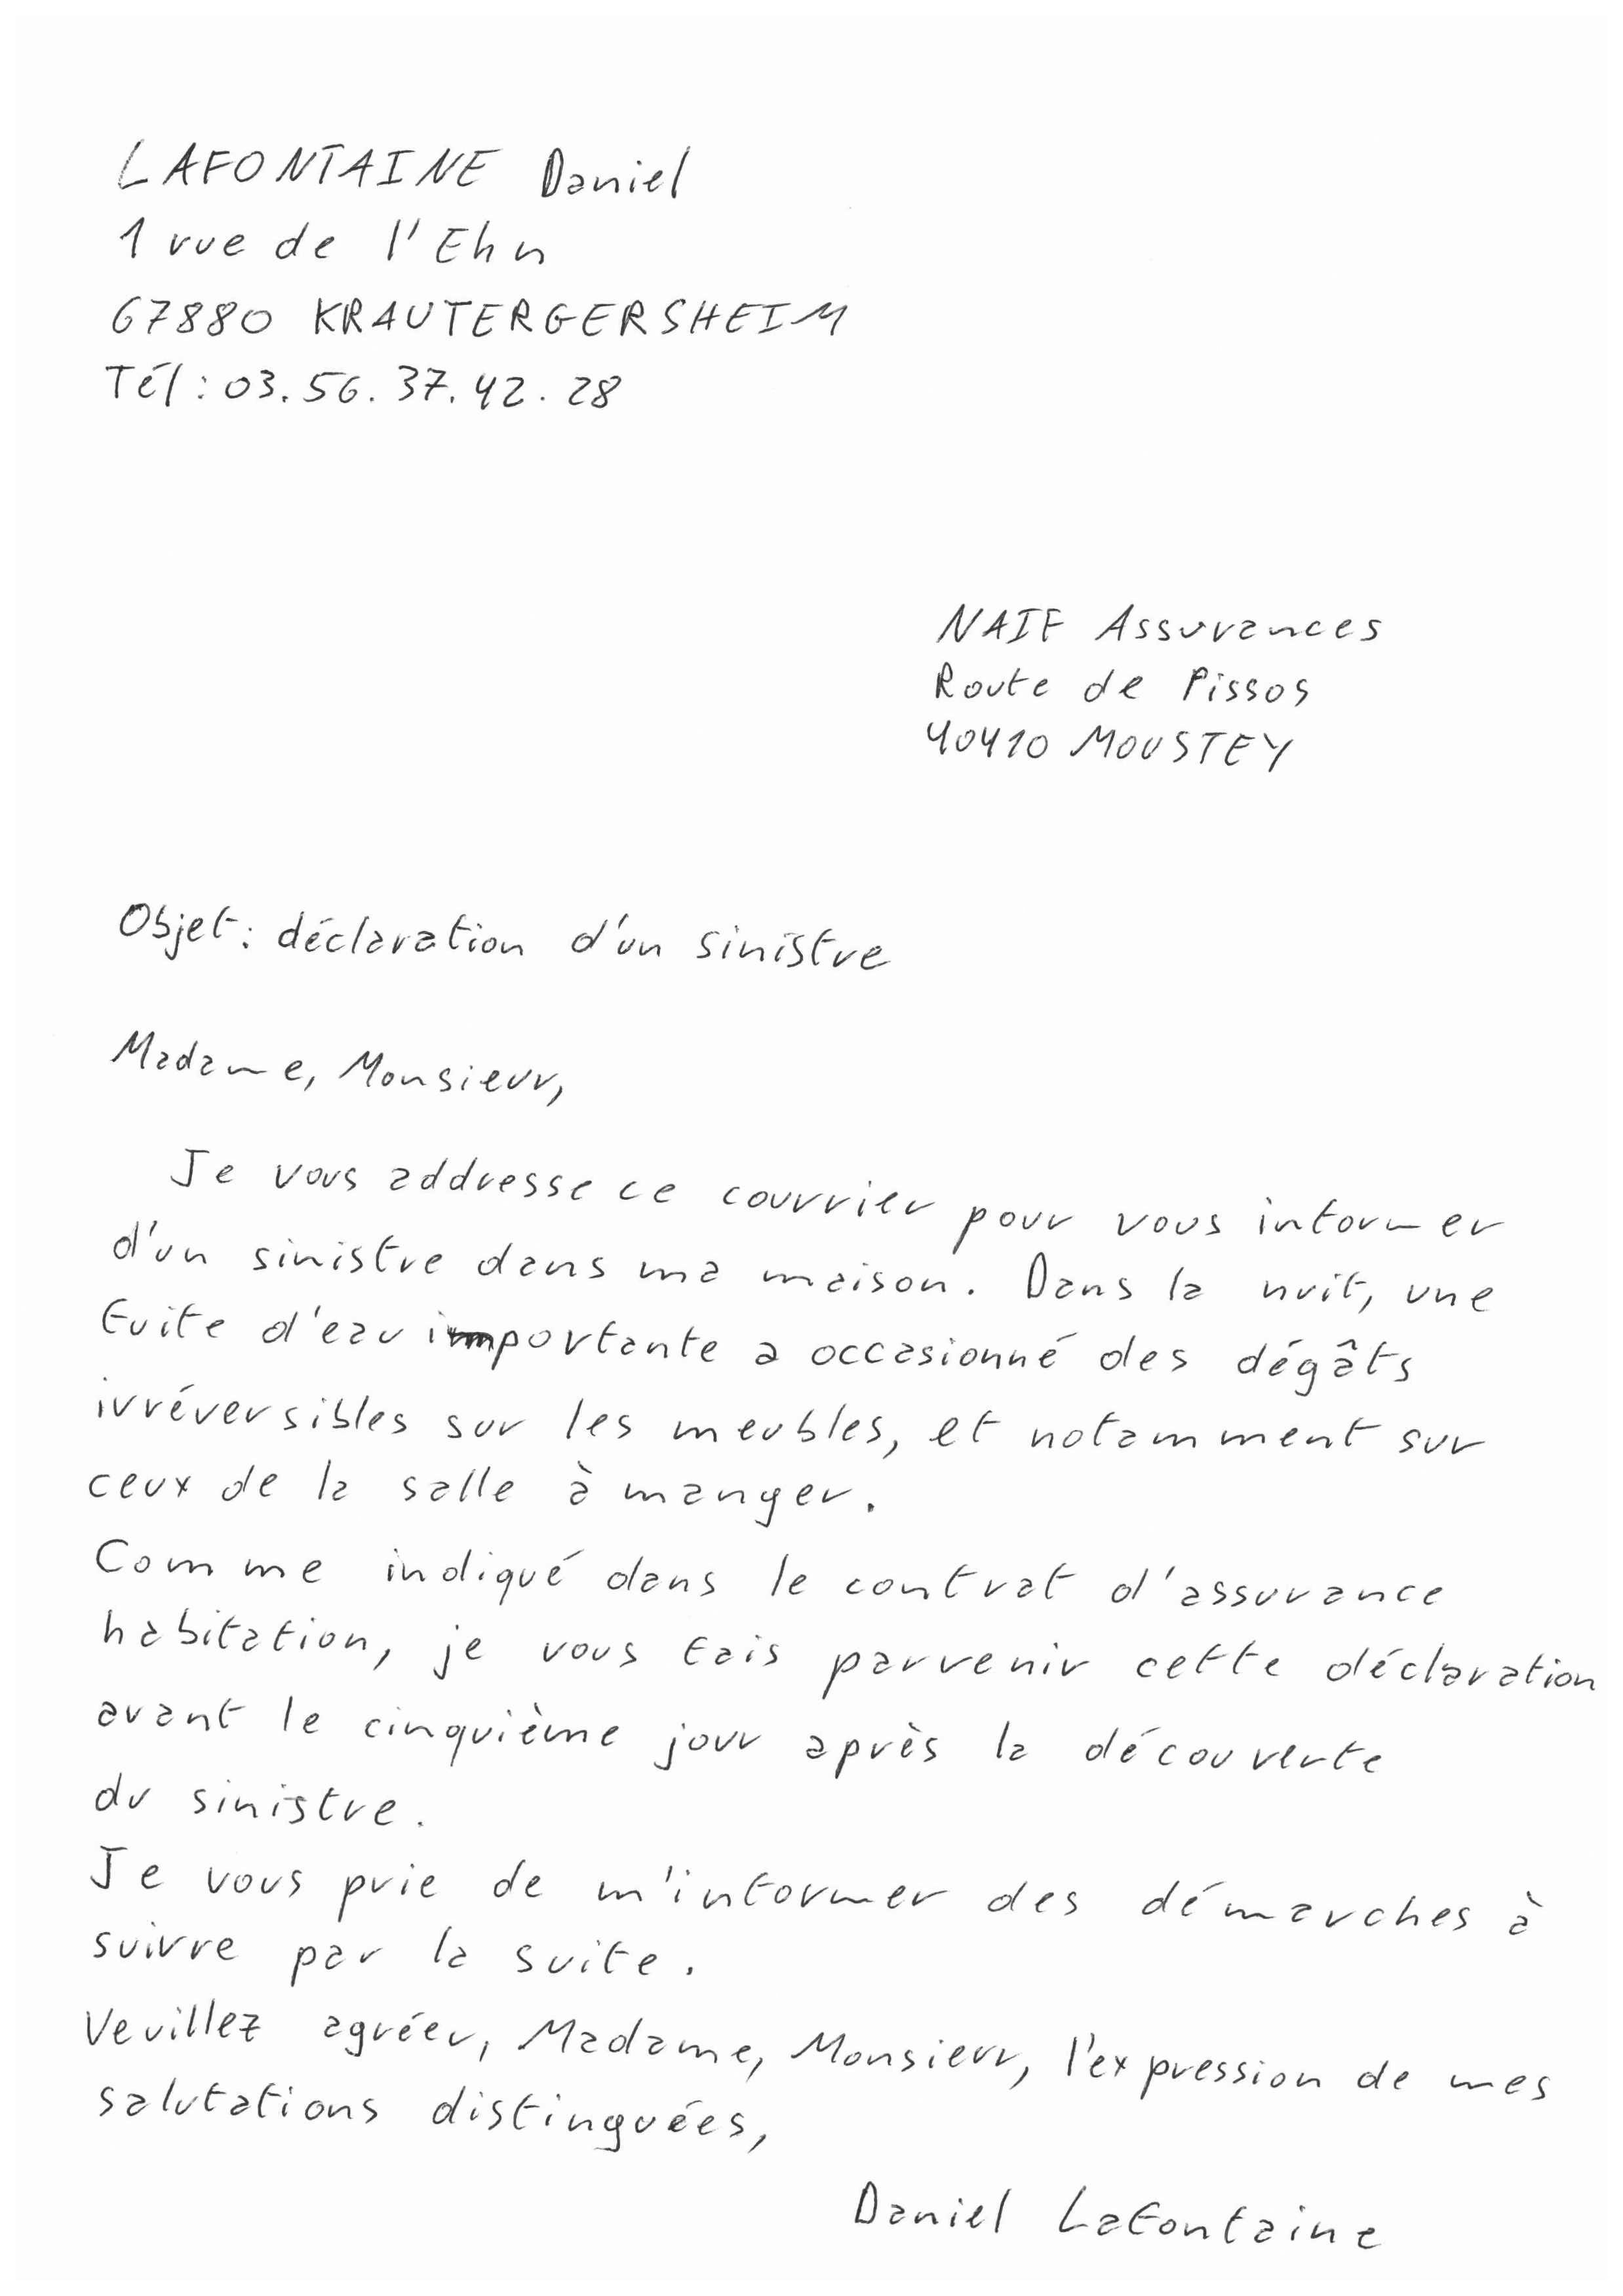 LAFONTAINE Daniel
1 rue de l'Ehn
67880 KRAUTERGERSHEIM
Tél : 03.56.37.42.28
NAIF Assurances
Route de Pissos
40410 MOUSTEY
Objet : déclaration d'un sinistre
Madame, Monsieur,
Je vous addresse ce courrier pour vous informer
d'un sinistre dans ma maison. Dans la nuit, une
fuite d'eau importante a occasionné des dégâts
irréversibles sur les meubles, et notamment sur
ceux de la salle à manger.
Comme indiqué dans le contrat d'assurance
habitation, je vous fais parvenir cette déclaration
avant le cinquième jour après la découverte
du sinistre.
Je vous prie de m'informer des démarches à
suivre par la suite.
Veuillez agréer, Madame, Monsieur, l'expression de mes
salutations distinguées,
Daniel Lafontaine